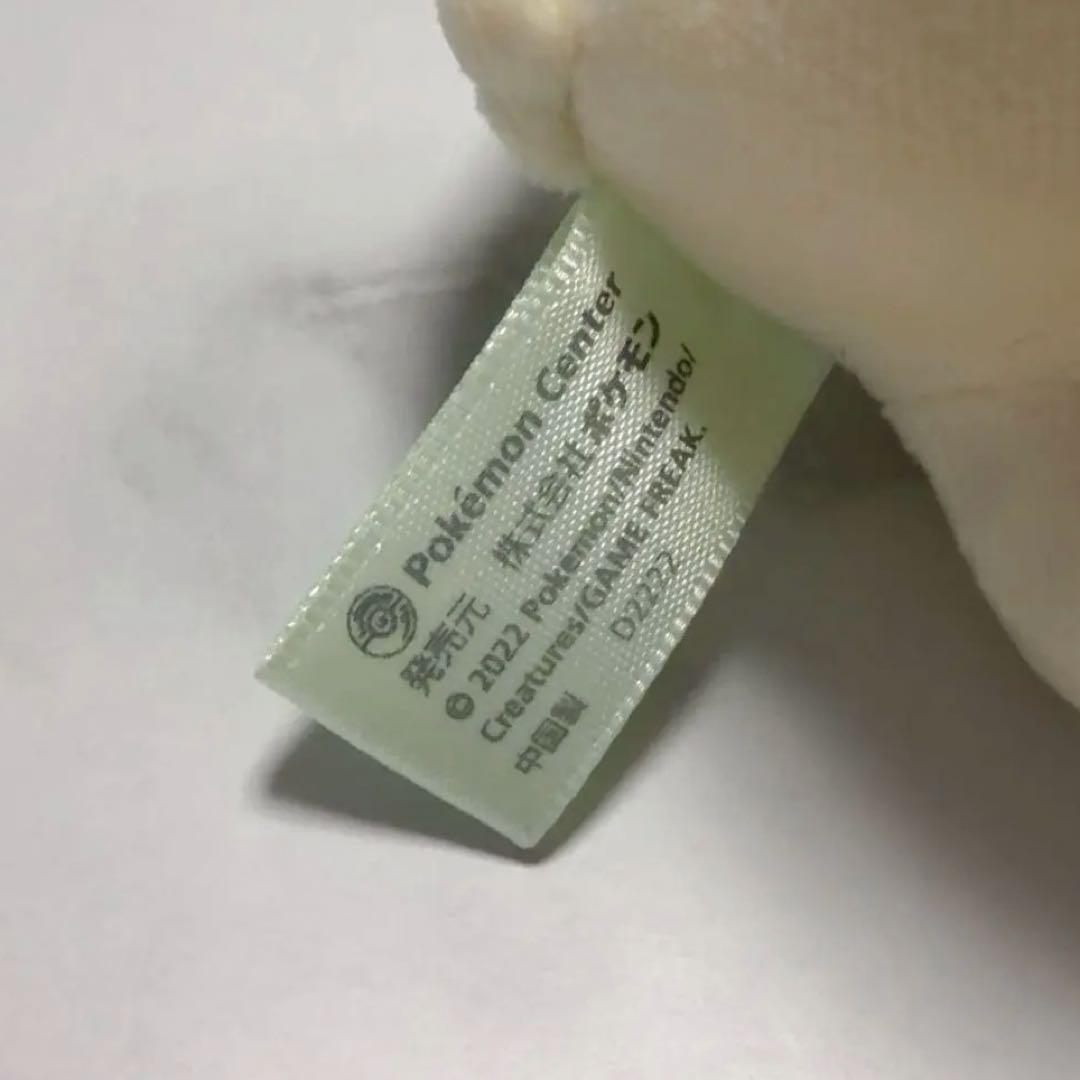 Pokémon Center
発売元 株式会社ポケモン
© 2022 Pokémon/Nintendo/
Creatures/GAME FREAK.
中国製 D2222